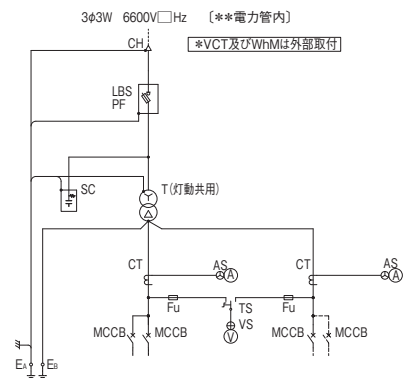 3φ3W 6600V□Hz 〔**電力管内〕
CH
*VCT及びWhMは外部取付
LBS
PF
SC
T(灯動共用)
CT
AS
A
CT
AS
A
Fu
TS
Fu
VS
V
MCCB
MCCB
MCCB
MCCB
EA
EB